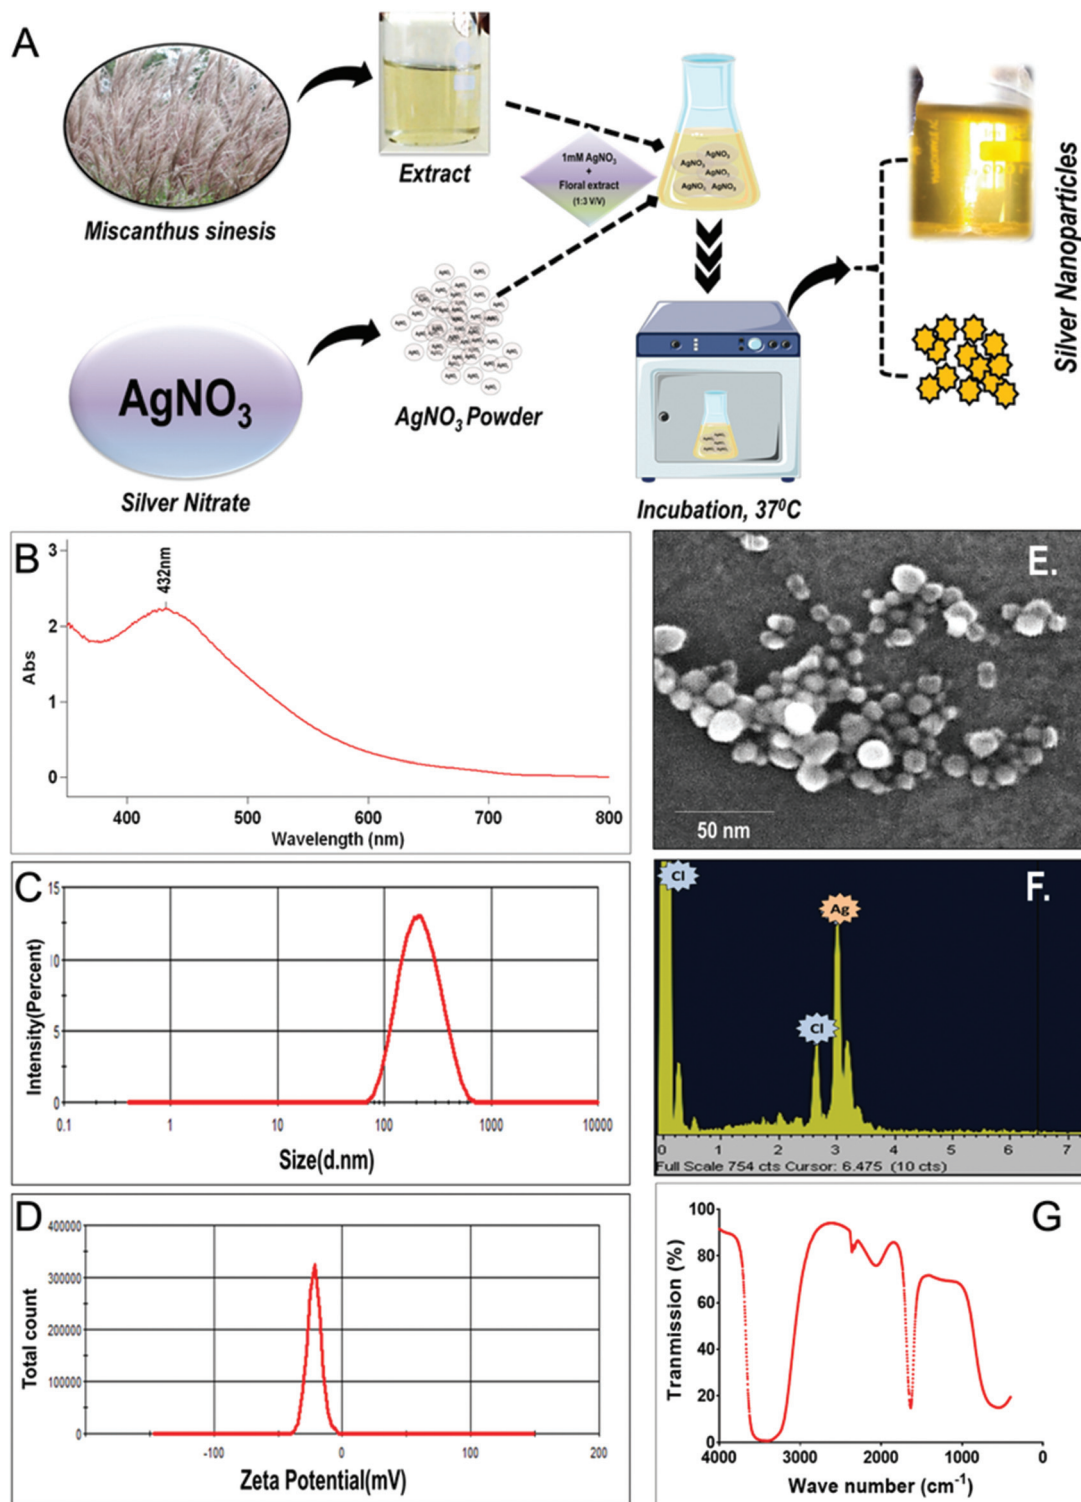 A
Extract
Miscanthus sinesis
1mM AgNO₃
+
Floral extract
(1:3 V/V)
AgNO₃
AgNO₃
AgNO₃
AgNO₃ AgNO₃
Silver Nanoparticles
AgNO₃
Silver Nitrate
AgNO₃ Powder
Incubation, 37⁰C
B
Abs
3
2
1
0
432nm
400 500 600 700 800
Wavelength (nm)
C
Intensity(Percent)
15
10
5
0
0.1 1 10 100 1000 10000
Size(d.nm)
D
Total count
400000
300000
200000
100000
0
-100 0 100 200
Zeta Potential(mV)
E.
50 nm
F.
Cl
Ag
Cl
0 1 2 3 4 5 6 7
Full Scale 754 cts Cursor: 6.475 (10 cts)
G
Tranmission (%)
100
80
60
40
20
0
4000 3000 2000 1000 0
Wave number (cm⁻¹)